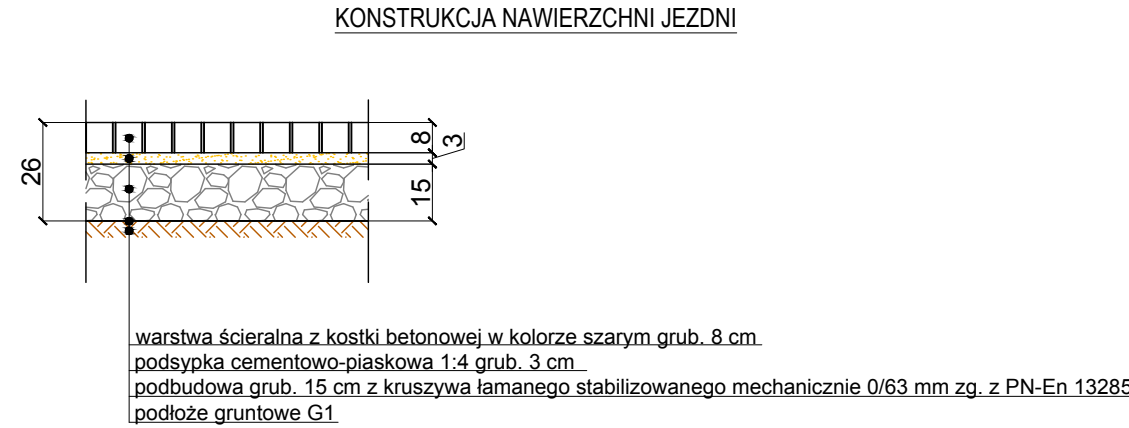 KONSTRUKCJA NAWIERZCHNI JEZDNI
26
8
3
15
warstwa ścieralna z kostki betonowej w kolorze szarym grub. 8 cm
podsypka cementowo-piaskowa 1:4 grub. 3 cm
podbudowa grub. 15 cm z kruszywa łamanego stabilizowanego mechanicznie 0/63 mm zg. z PN-En 13285
podłoże gruntowe G1